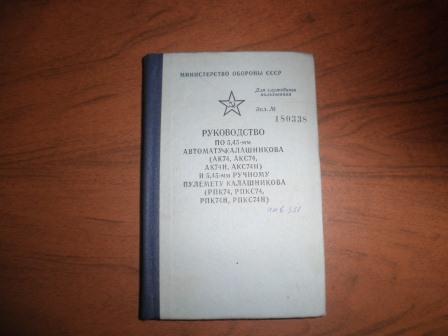 МИНИСТЕРСТВО ОБОРОНЫ СССР
Для служебного
пользования
Экз. №
180338
РУКОВОДСТВО
ПО 5,45-мм
АВТОМАТУ КАЛАШНИКОВА
(АК74, АКС74,
АК74Н, АКС74Н)
И 5,45-мм РУЧНОМУ
ПУЛЕМЕТУ КАЛАШНИКОВА
(РПК74, РПКС74,
РПК74Н, РПКС74Н)